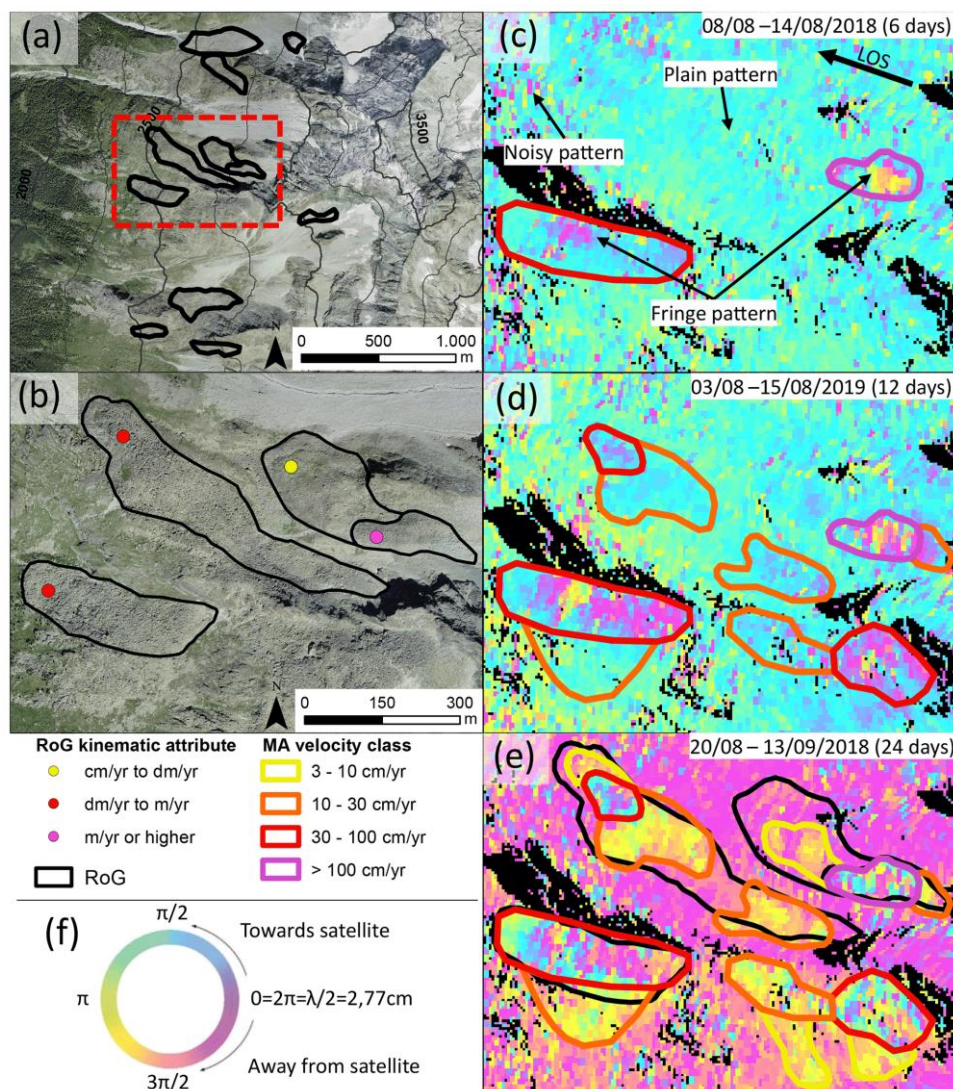 (a)
2000
2500
3500
N
0 500 1.000
m
(b)
N
0 150 300
m
RoG kinematic attribute
cm/yr to dm/yr
dm/yr to m/yr
m/yr or higher
RoG
MA velocity class
3 - 10 cm/yr
10 - 30 cm/yr
30 - 100 cm/yr
> 100 cm/yr
(f)
π/2
Towards satellite
π
0=2π=λ/2=2,77cm
Away from satellite
3π/2
(c)
08/08 –14/08/2018 (6 days)
LOS
Plain pattern
Noisy pattern
Fringe pattern
(d)
03/08 –15/08/2019 (12 days)
(e)
20/08 – 13/09/2018 (24 days)